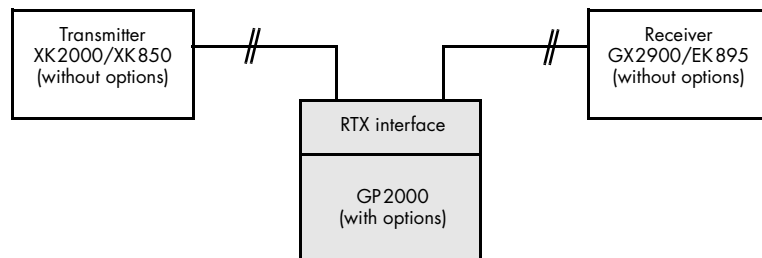 Transmitter
XK2000/XK850
(without options)
Receiver
GX2900/EK895
(without options)
RTX interface
GP2000
(with options)